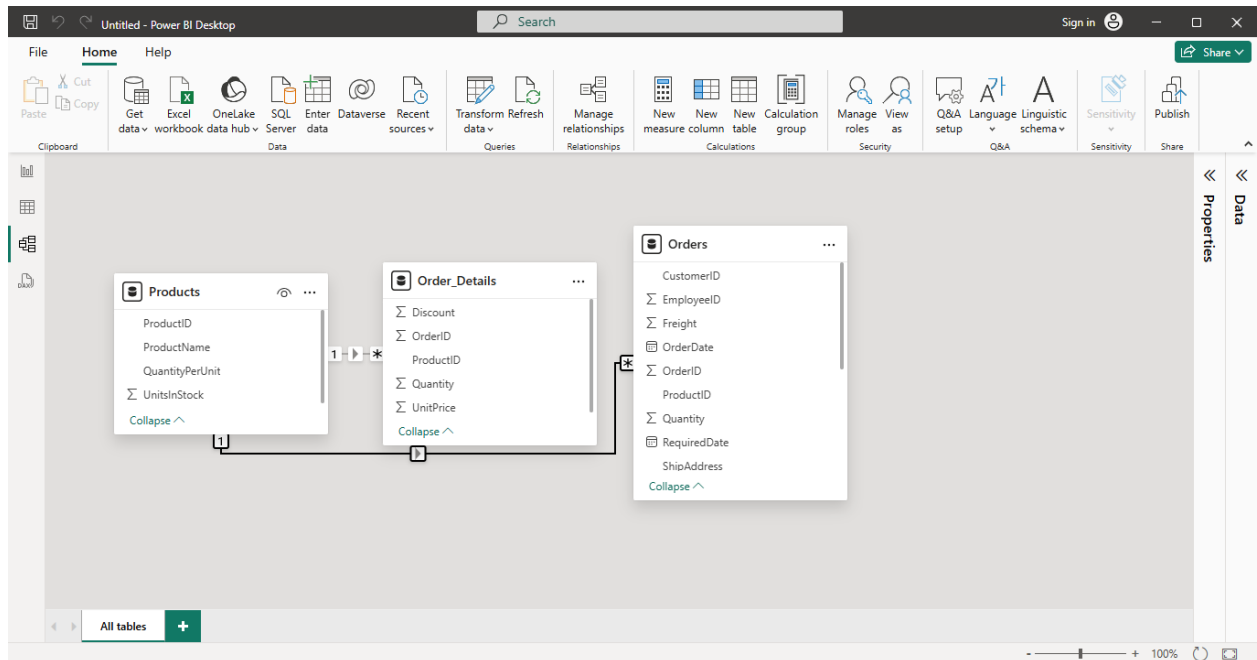 Untitled - Power BI Desktop
Search
Sign in
File Home Help
Share
Paste
Cut
Copy
Clipboard
Get data
Excel workbook
OneLake data hub
SQL Server
Enter data
Dataverse
Recent sources
Data
Transform data
Refresh
Queries
Manage relationships
Relationships
New measure
New column
New table
Calculation group
Calculations
Manage roles
View as
Security
Q&A setup
Language
Linguistic schema
Q&A
Sensitivity
Sensitivity
Publish
Share
Properties
Data
Products
ProductID
ProductName
QuantityPerUnit
∑ UnitsInStock
Collapse
1
*
1
Order_Details
∑ Discount
∑ OrderID
ProductID
∑ Quantity
∑ UnitPrice
Collapse
*
Orders
CustomerID
∑ EmployeeID
∑ Freight
OrderDate
∑ OrderID
ProductID
∑ Quantity
RequiredDate
ShipAddress
Collapse
All tables
+
- + 100%